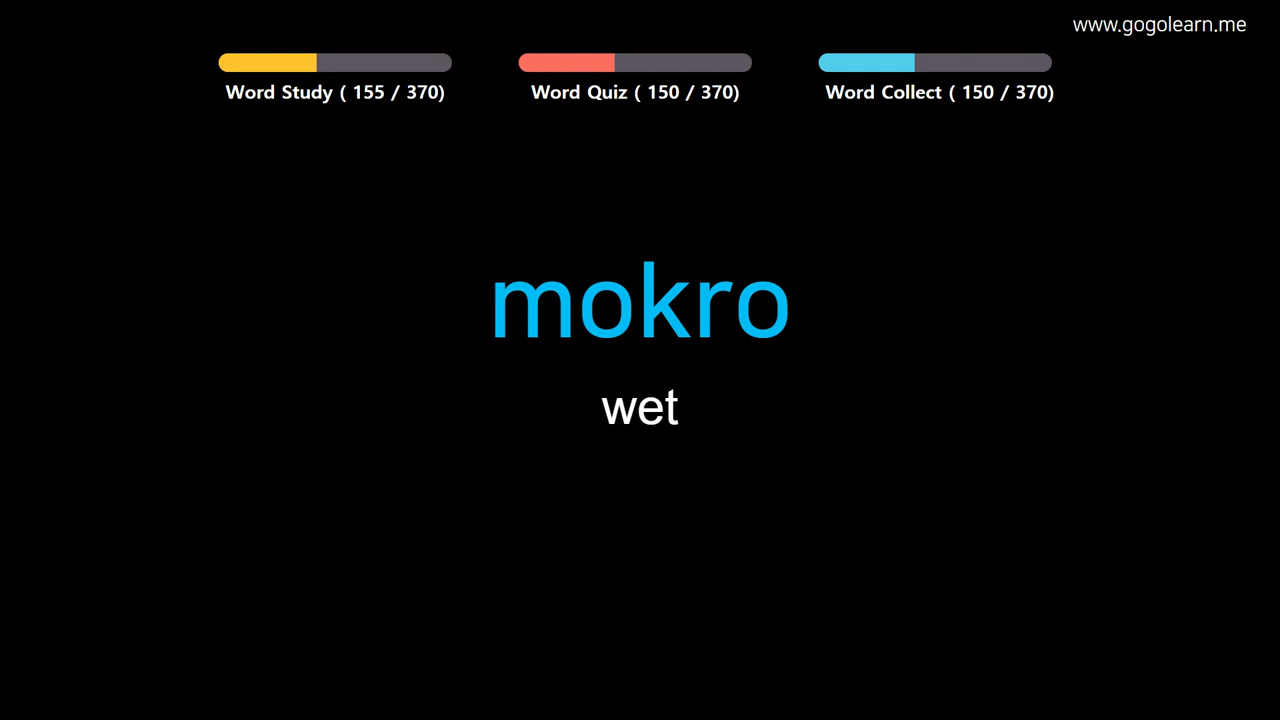 www.gogolearn.me
Word Study ( 155 / 370)
Word Quiz ( 150 / 370)
Word Collect ( 150 / 370)
mokro
wet